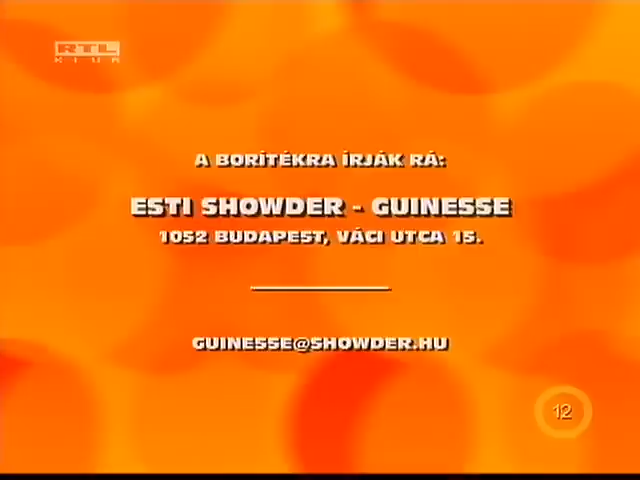 RTL
KLUB
A BORÍTÉKRA ÍRJÁK RÁ:
ESTI SHOWDER - GUINESSE
1052 BUDAPEST, VÁCI UTCA 15.
GUINESSE@SHOWDER.HU
12